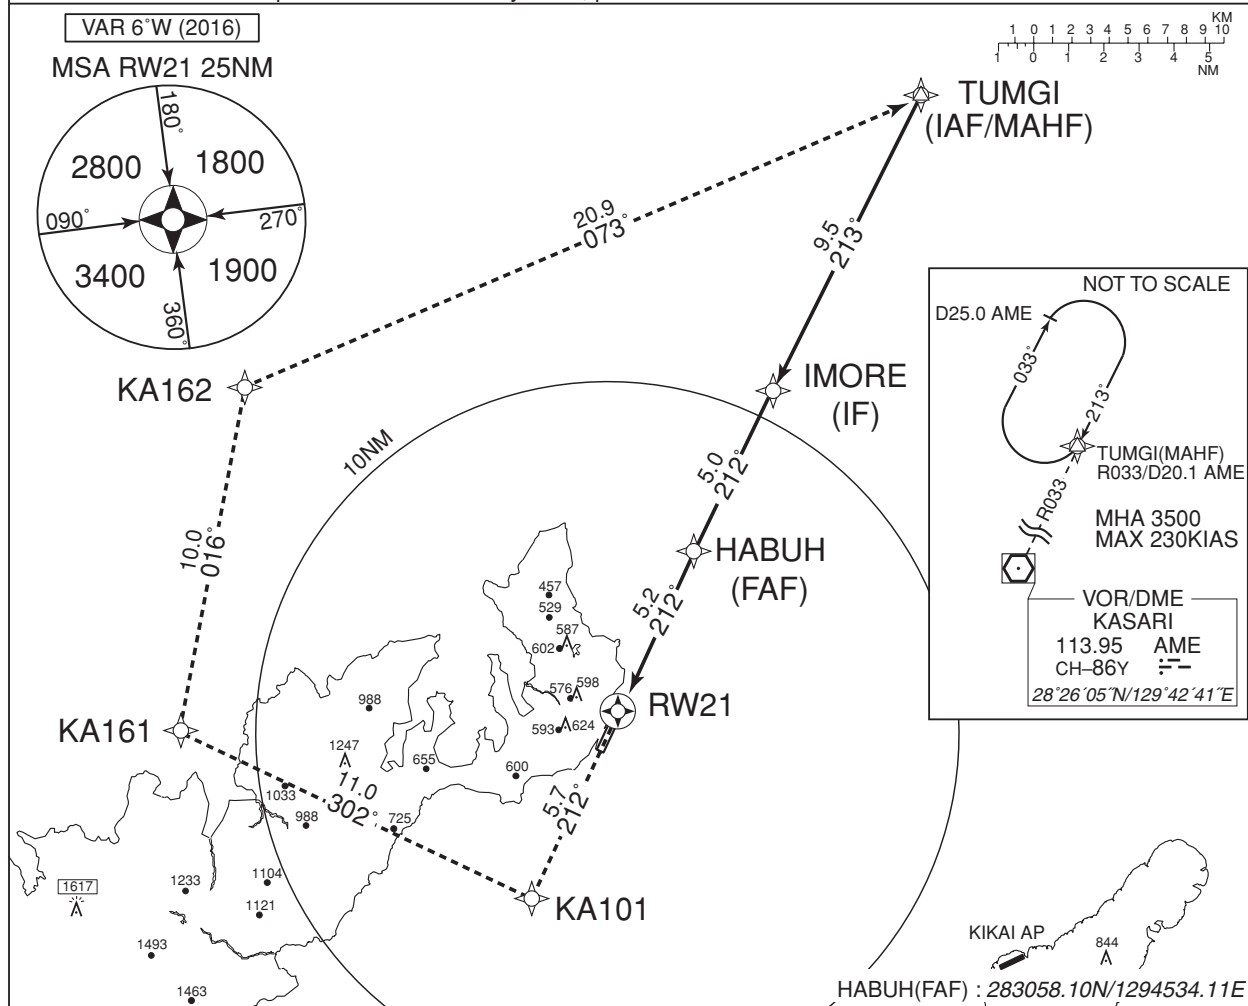 VAR 6°W (2016)
MSA RW21 25NM
180°
2800
1800
090°
270°
3400
1900
360°
KM
1 0 1 2 3 4 5 6 7 8 9 10
1 0 1 2 3 4 5
NM
TUMGI
(IAF/MAHF)
20.9
073°
9.5
213°
KA162
IMORE
(IF)
10NM
5.0
212°
10.0
016°
HABUH
(FAF)
5.2
212°
457
529
587
602
576
598
593
624
RW21
988
KA161
1247
655
600
11.0
302°
1033
988
725
5.7
212°
1617
1233
1104
1121
KA101
1493
1463
NOT TO SCALE
D25.0 AME
033°
213°
TUMGI(MAHF)
R033/D20.1 AME
R033
MHA 3500
MAX 230KIAS
VOR/DME
KASARI
113.95 AME
CH–86Y
28°26´05˝N/129°42´41˝E
KIKAI AP
844
HABUH(FAF) : 283058.10N/1294534.11E